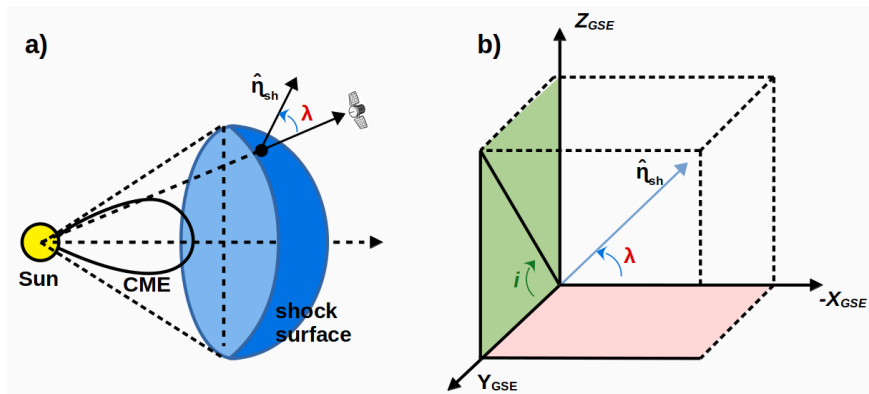 a)
η̂sh
λ
Sun
CME
shock
surface
b)
ZGSE
η̂sh
λ
i
-XGSE
YGSE